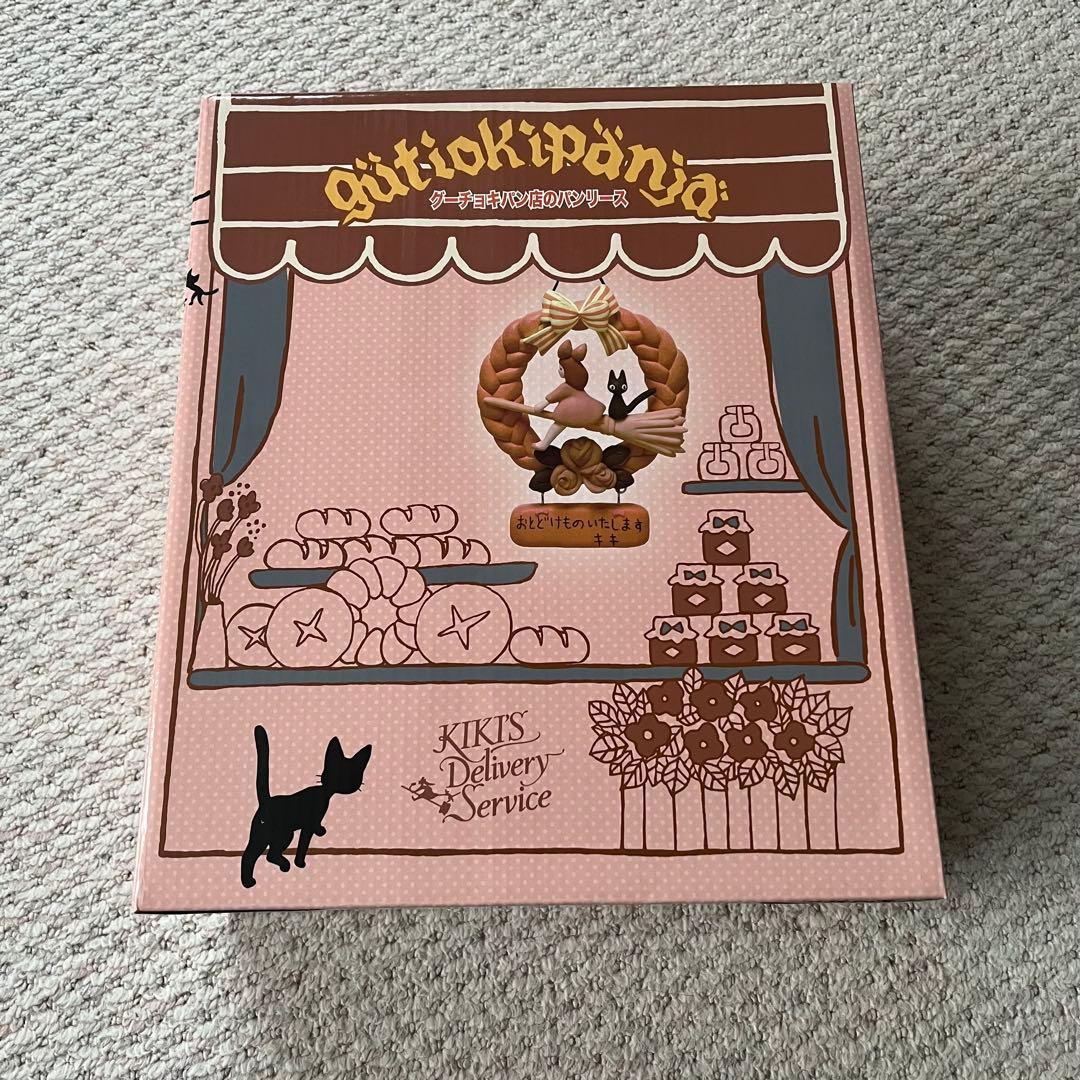 gütiokipänjä
グーチョキパン店のパンリース
おとどけものいたします
キキ
KIKI'S
Delivery
Service